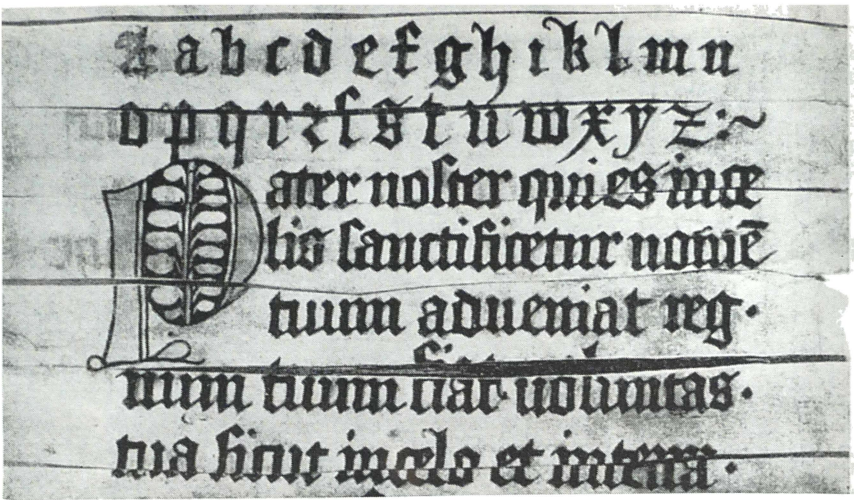 A a b c d e f g h i k l m n
o p q r ꝛ ſ s t u w x y z :~
Pater noſter qui es in ce
lis ſanctificetur nomē
tuum adueniat reg·
num tuum fiat uoluntas·
tua ſicut in celo et in terra·